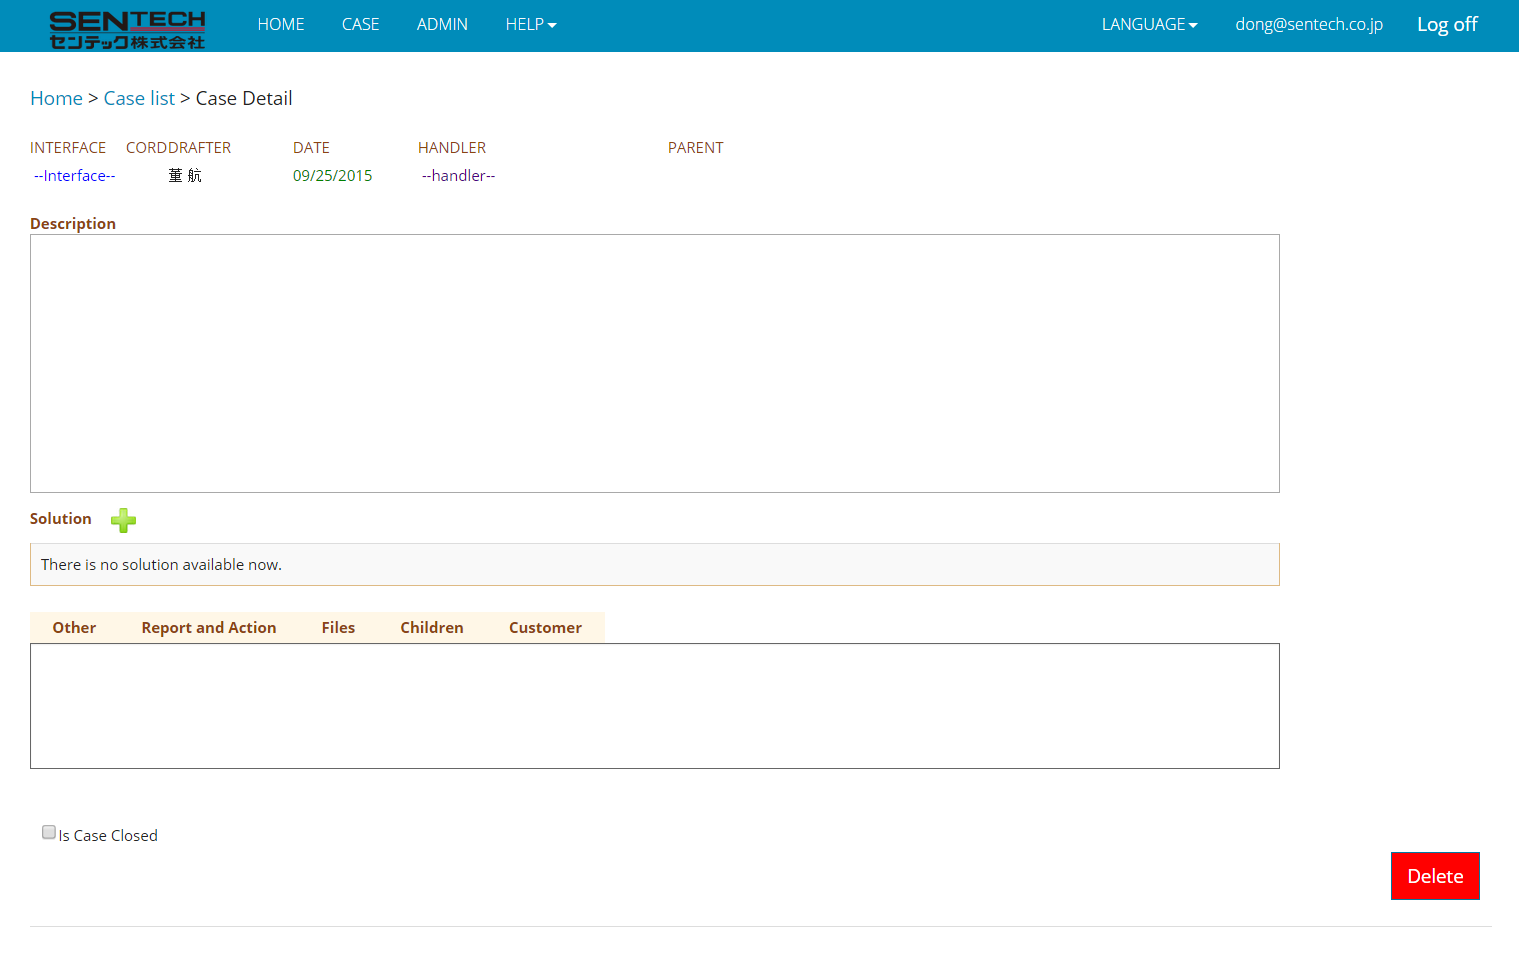 SENTECH
センテック株式会社
HOME CASE ADMIN HELP LANGUAGE dong@sentech.co.jp Log off
Home > Case list > Case Detail
INTERFACE CORDDRAFTER DATE HANDLER PARENT
--Interface-- 董 航 09/25/2015 --handler--
Description
Solution
There is no solution available now.
Other Report and Action Files Children Customer
Is Case Closed
Delete